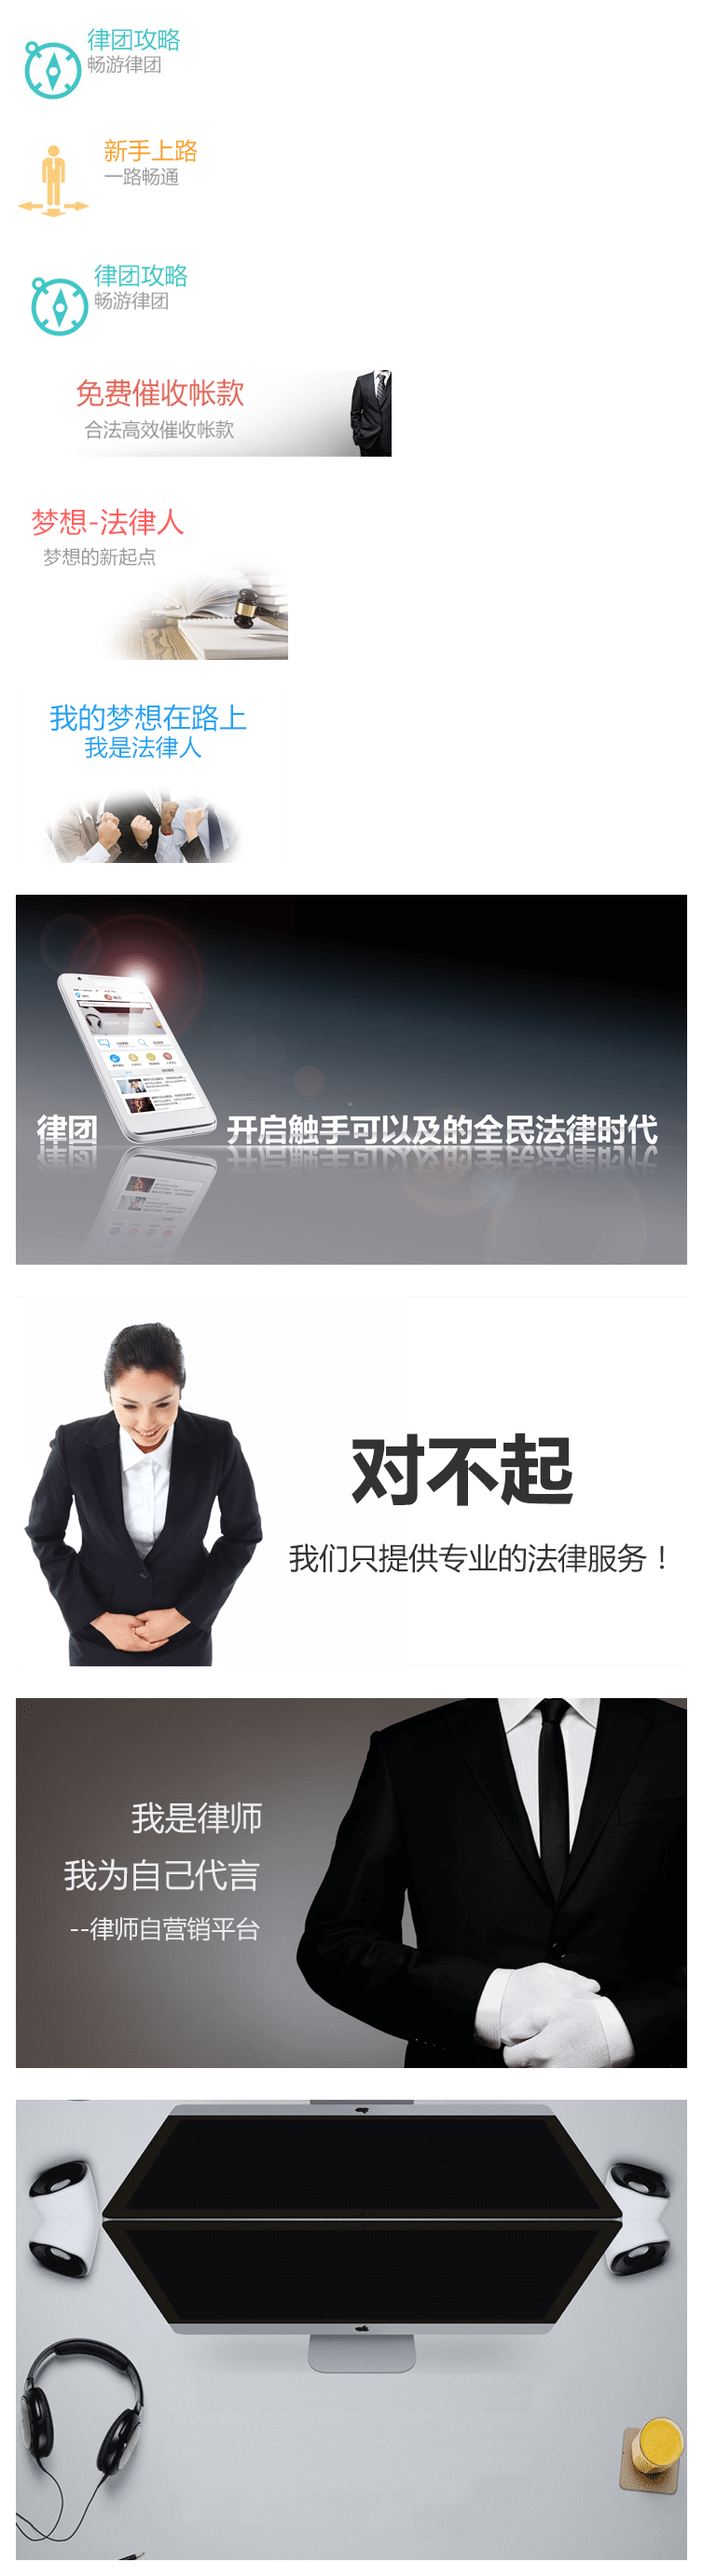 律团攻略
畅游律团
新手上路
一路畅通
律团攻略
畅游律团
免费催收帐款
合法高效催收帐款
梦想-法律人
梦想的新起点
我的梦想在路上
我是法律人
律团 开启触手可以及的全民法律时代
对不起
我们只提供专业的法律服务！
我是律师
我为自己代言
--律师自营销平台